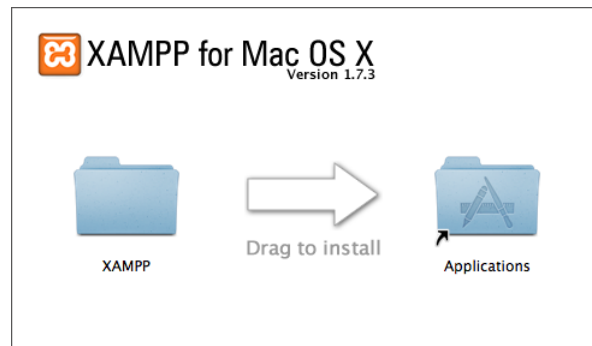 XAMPP for Mac OS X
Version 1.7.3
Drag to install
XAMPP
Applications